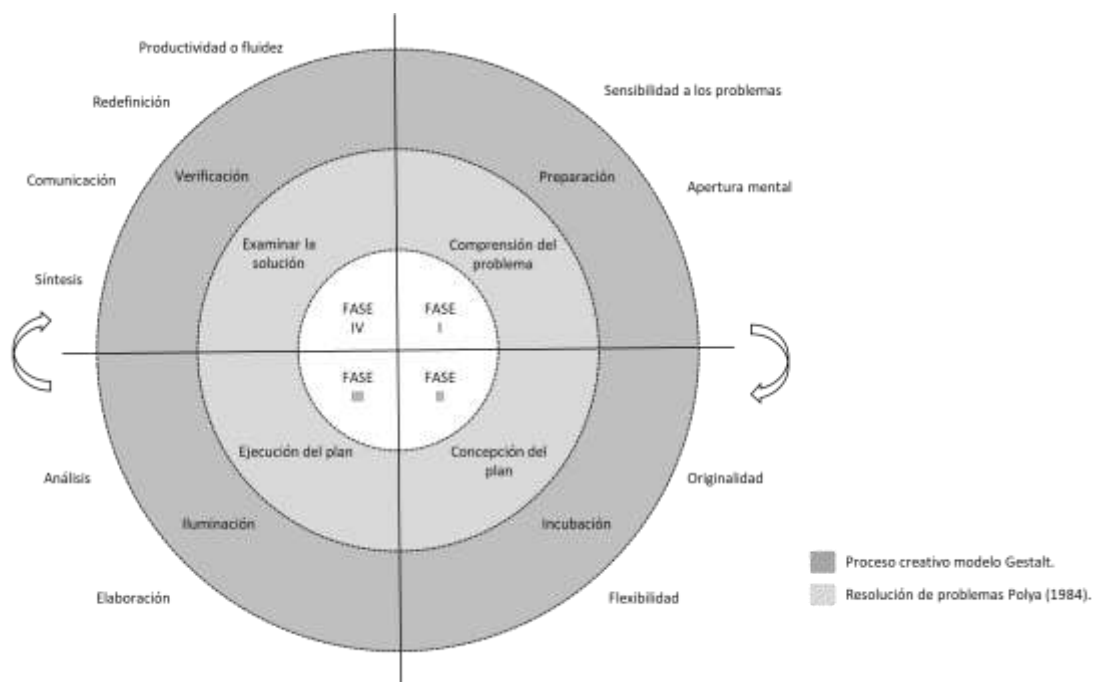 Productividad o fluidez
Sensibilidad a los problemas
Redefinición
Comunicación
Verificación
Preparación
Apertura mental
Examinar la
solución
Comprensión del
problema
Síntesis
FASE
IV
FASE
I
FASE
III
FASE
II
Ejecución del plan
Concepción del
plan
Análisis
Originalidad
Iluminación
Incubación
Elaboración
Flexibilidad
Proceso creativo modelo Gestalt.
Resolución de problemas Polya (1984).